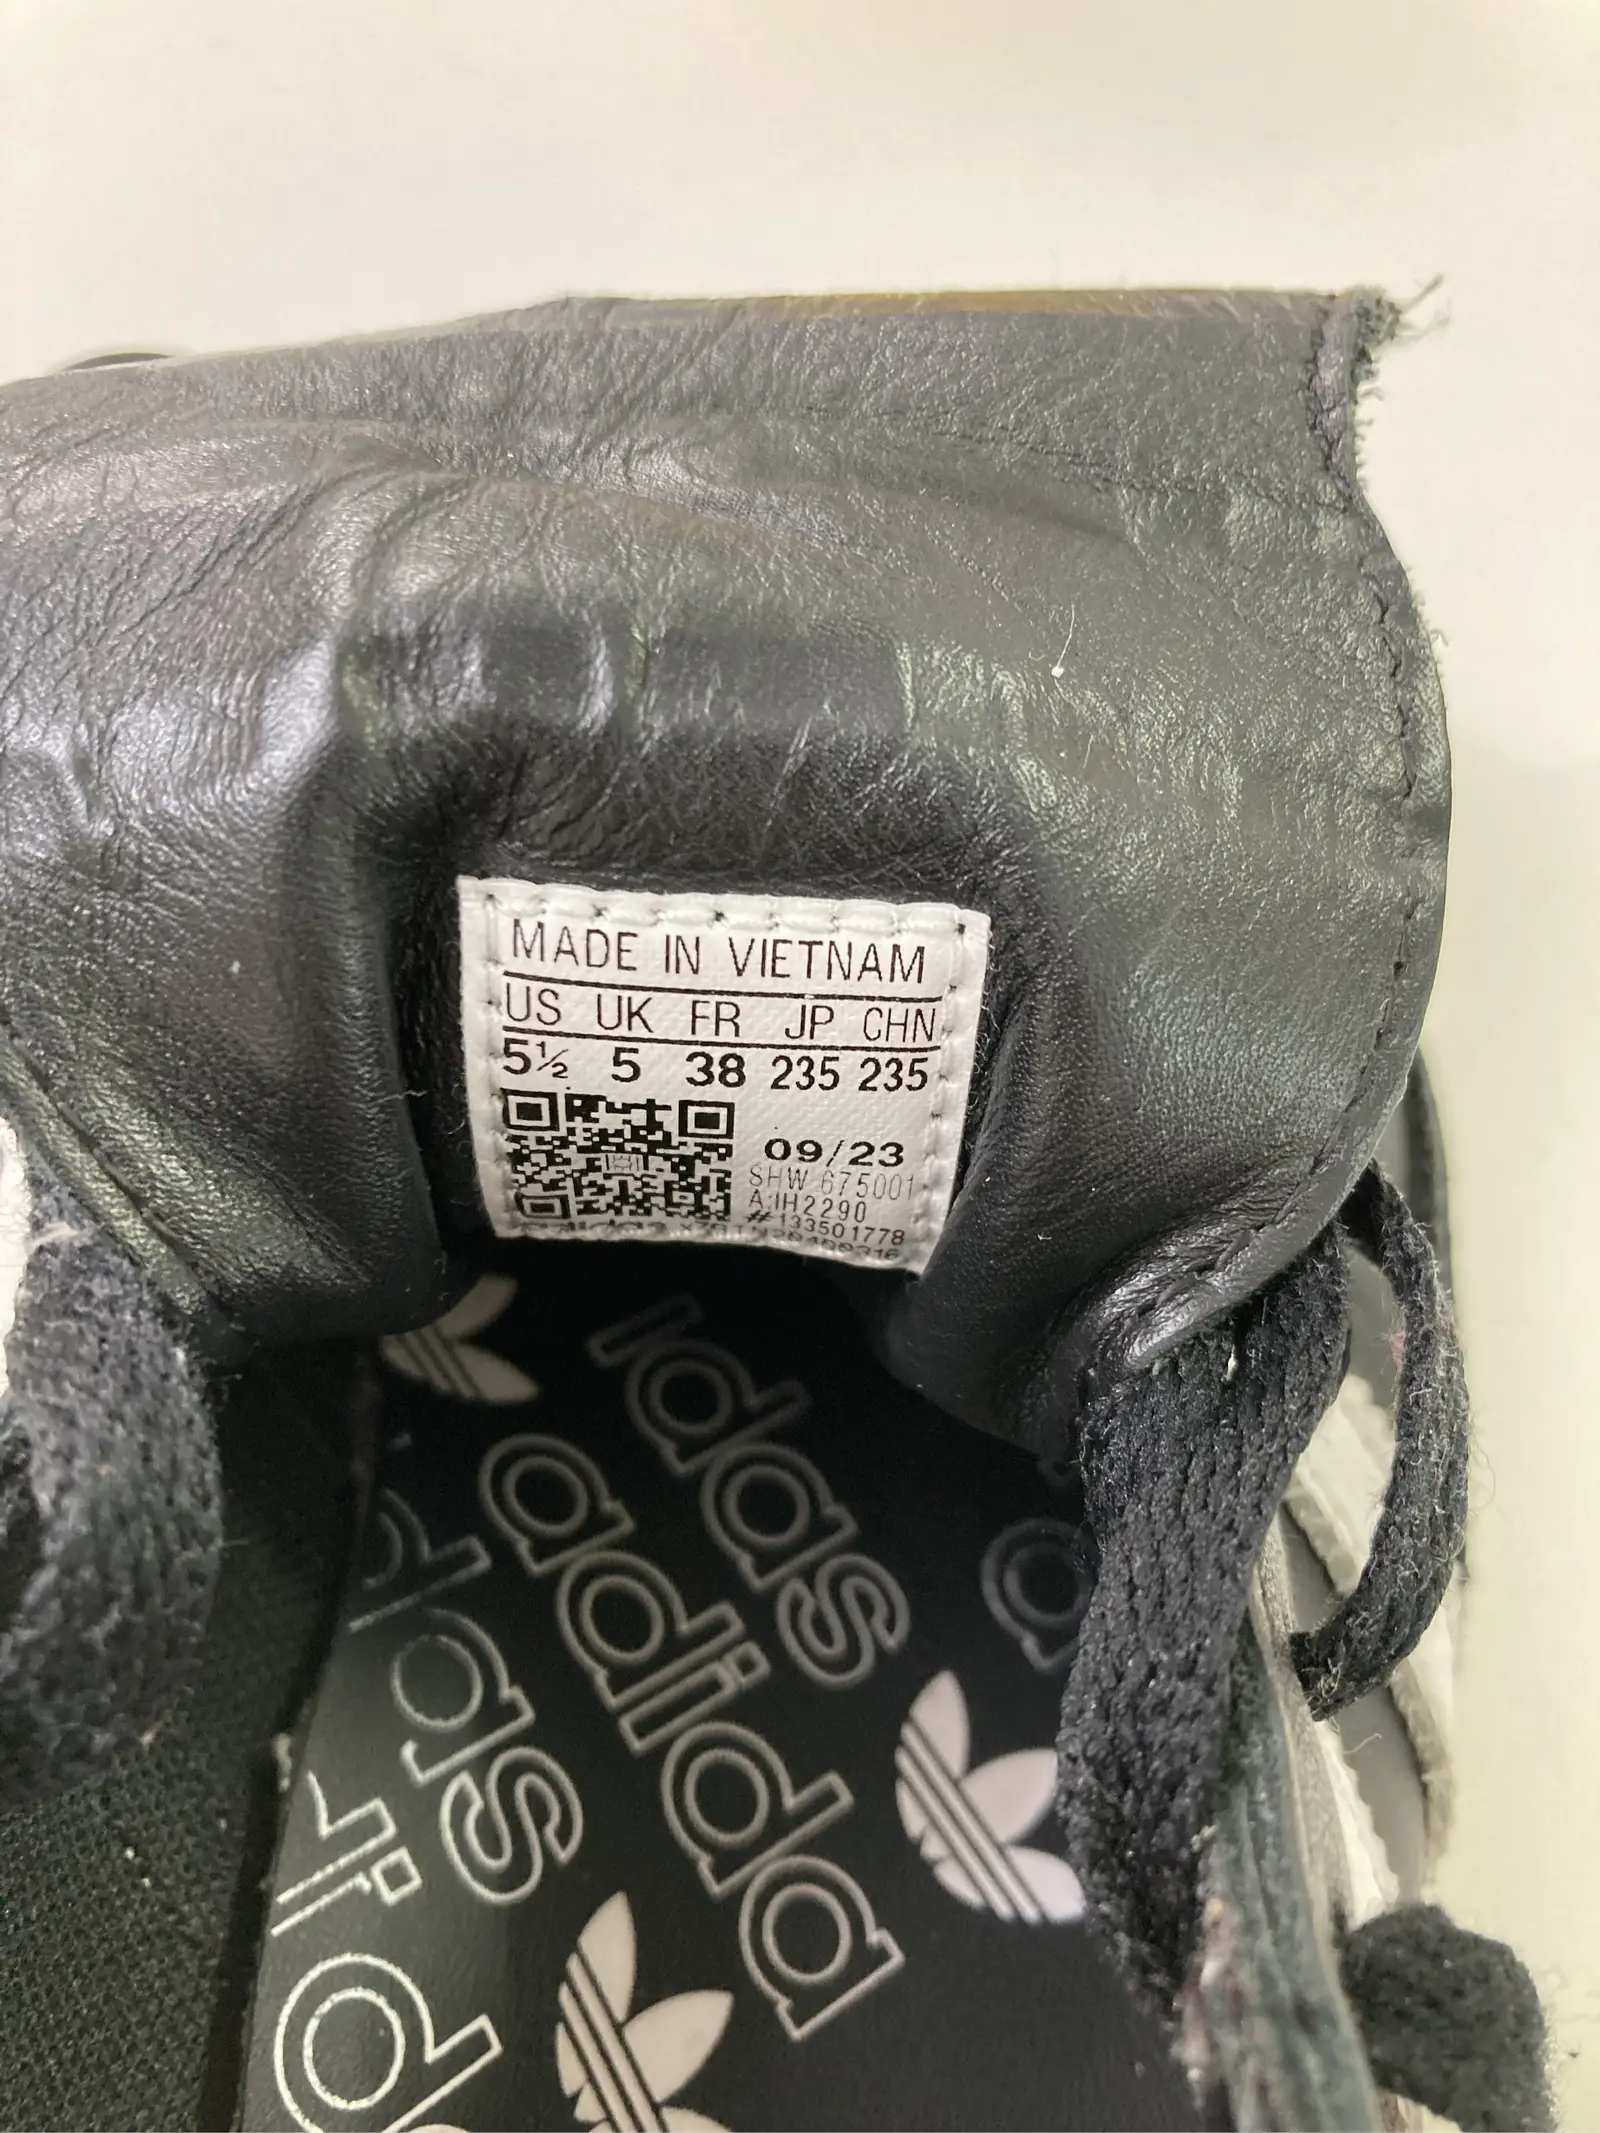 MADE IN VIETNAM
US UK FR JP CHN
5½ 5 38 235 235
09/23
SHW 675001
A:IH2290
#133501778
adidas
adidas
adidas